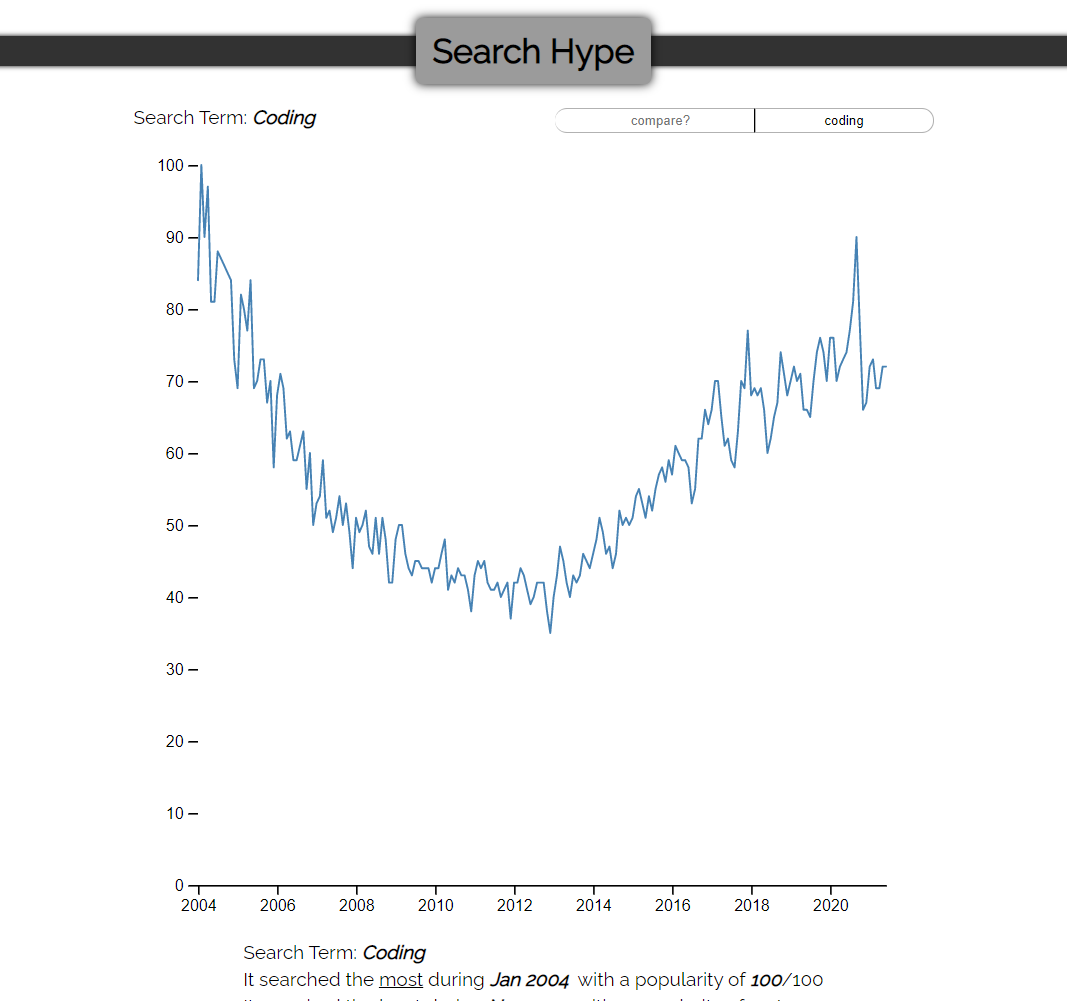 Search Hype
Search Term: Coding
compare? coding
100
90
80
70
60
50
40
30
20
10
0
2004 2006 2008 2010 2012 2014 2016 2018 2020
Search Term: Coding
It searched the most during Jan 2004 with a popularity of 100/100